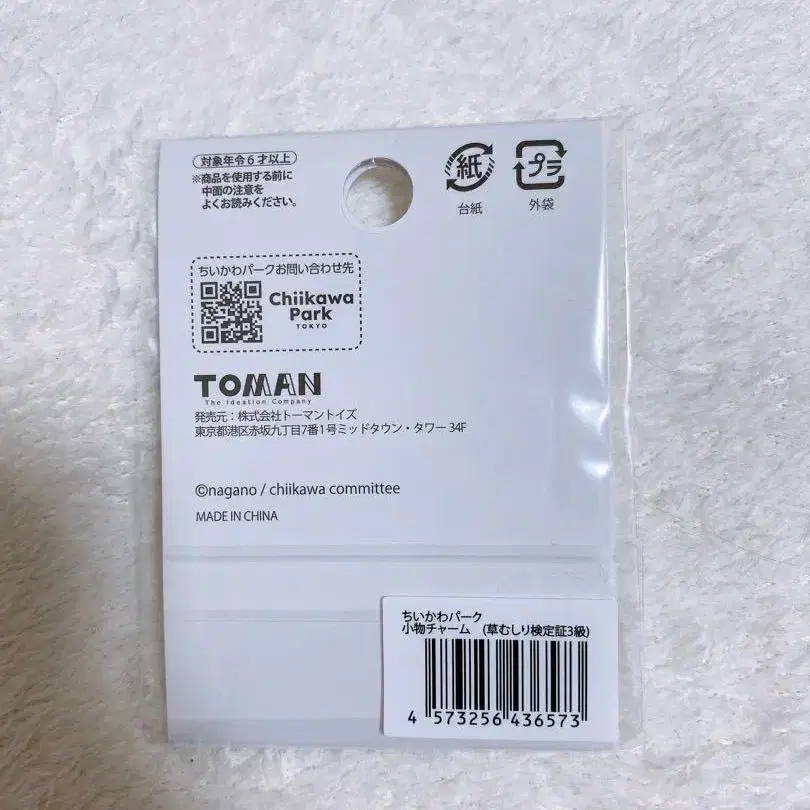 対象年令6才以上
※商品を使用する前に
中面の注意を
よくお読みください。
紙
台紙
プラ
外袋
ちいかわパークお問い合わせ先
Chiikawa
Park
TOKYO
TOMAN
The Ideation Company
発売元：株式会社トーマントイズ
東京都港区赤坂九丁目7番1号ミッドタウン・タワー 34F
©nagano / chiikawa committee
MADE IN CHINA
ちいかわパーク
小物チャーム　(草むしり検定証3級)
4 573256 436573